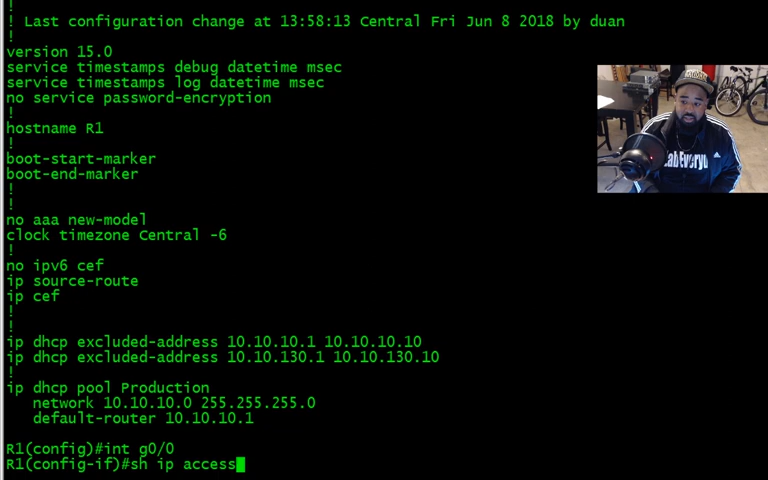 !
! Last configuration change at 13:58:13 Central Fri Jun 8 2018 by duan
!
version 15.0
service timestamps debug datetime msec
service timestamps log datetime msec
no service password-encryption
!
hostname R1
!
boot-start-marker
boot-end-marker
!
!
no aaa new-model
clock timezone Central -6
!
no ipv6 cef
ip source-route
ip cef
!
!
ip dhcp excluded-address 10.10.10.1 10.10.10.10
ip dhcp excluded-address 10.10.130.1 10.10.130.10
!
ip dhcp pool Production
   network 10.10.10.0 255.255.255.0
   default-router 10.10.10.1
R1(config)#int g0/0
R1(config-if)#sh ip access